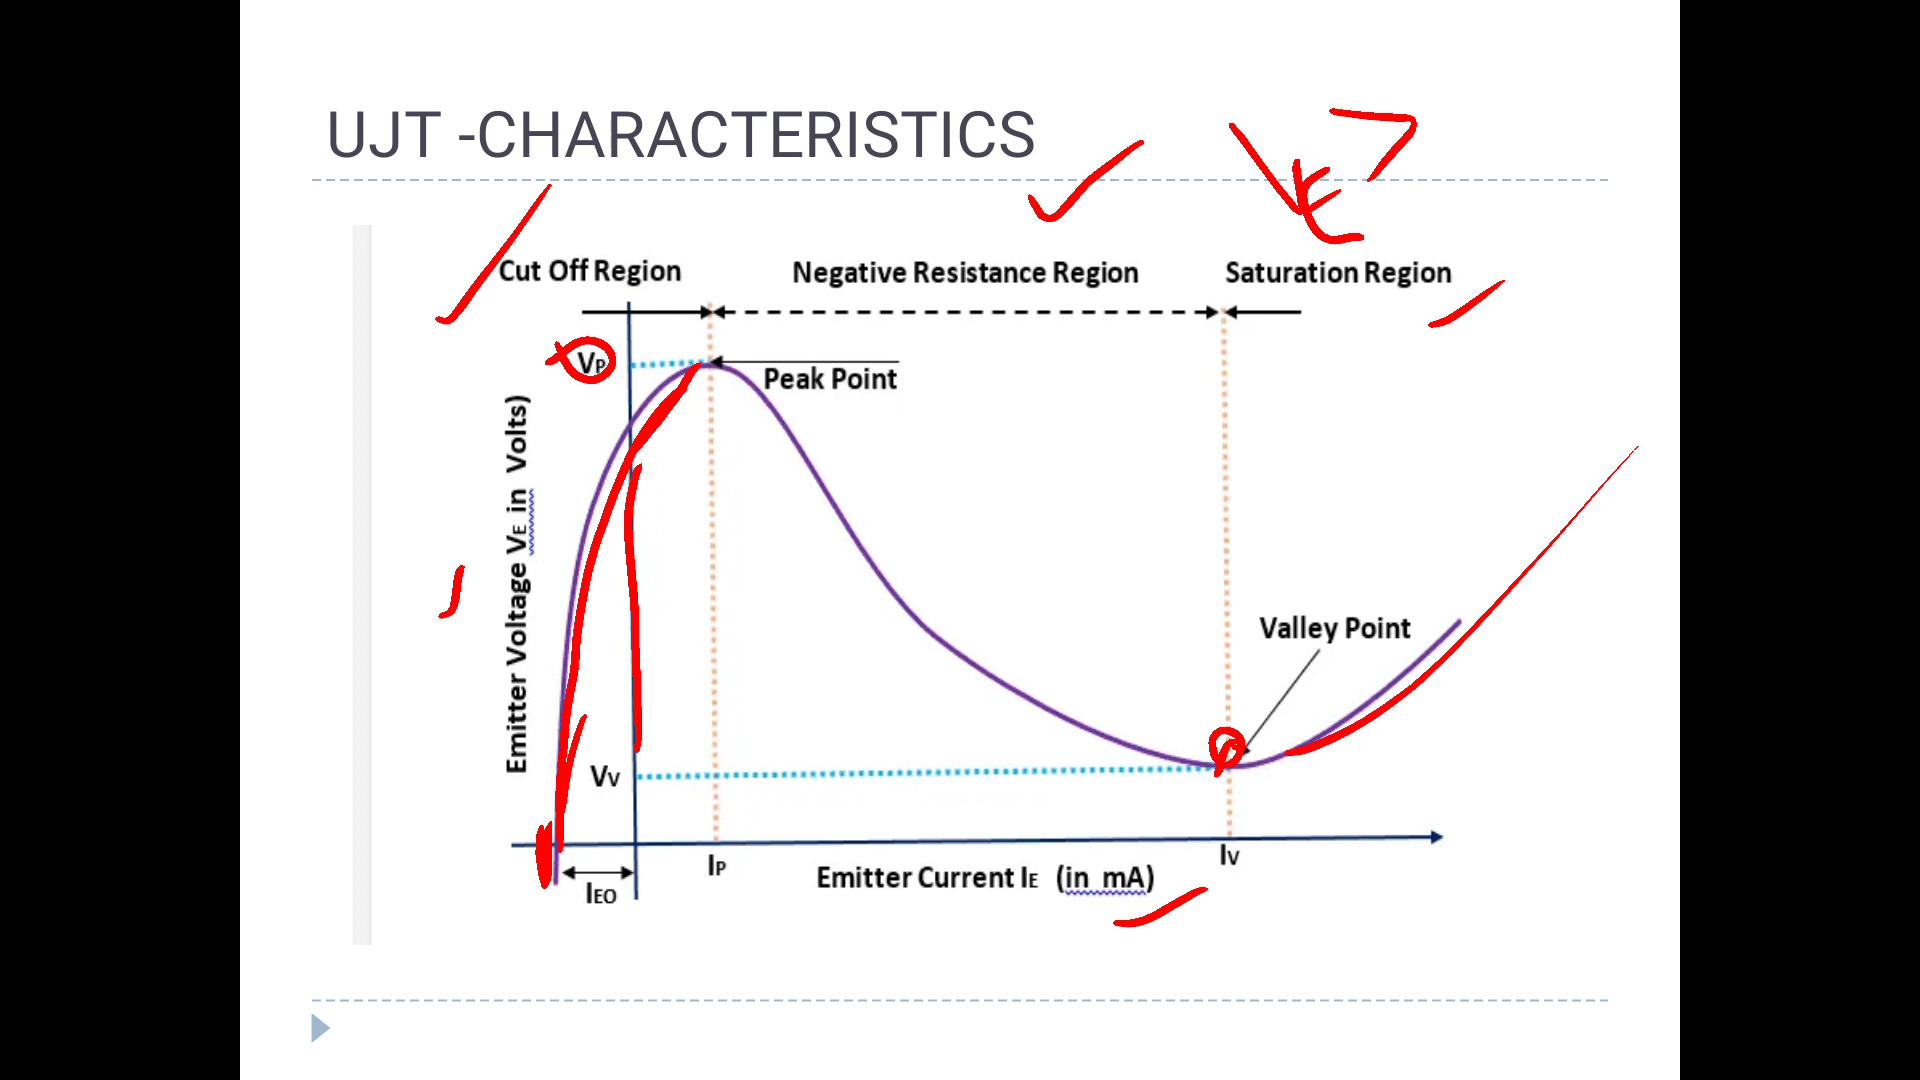 UJT -CHARACTERISTICS
VE >
Cut Off Region
Negative Resistance Region
Saturation Region
VP
Peak Point
Emitter Voltage VE in Volts)
Valley Point
VV
IP
IV
Emitter Current IE (in mA)
IEO